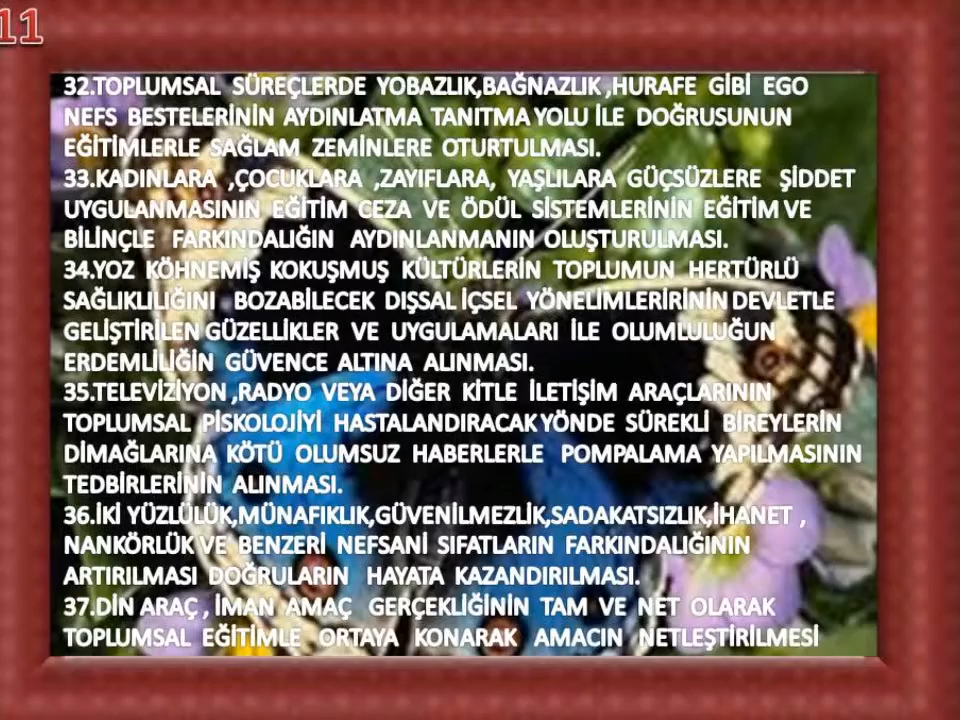 11
32.TOPLUMSAL SÜREÇLERDE YOBAZLIK,BAĞNAZLIK ,HURAFE GİBİ EGO
NEFS BESTELERİNİN AYDINLATMA TANITMA YOLU İLE DOĞRUSUNUN
EĞİTİMLERLE SAĞLAM ZEMİNLERE OTURTULMASI.
33.KADINLARA ,ÇOCUKLARA ,ZAYIFLARA, YAŞLILARA GÜÇSÜZLERE ŞİDDET
UYGULANMASININ EĞİTİM CEZA VE ÖDÜL SİSTEMLERİNİN EĞİTİM VE
BİLİNÇLE FARKINDALIĞIN AYDINLANMANIN OLUŞTURULMASI.
34.YOZ KÖHNEMİŞ KOKUŞMUŞ KÜLTÜRLERİN TOPLUMUN HERTÜRLÜ
SAĞLIKLILIĞINI BOZABİLECEK DIŞSAL İÇSEL YÖNELİMLERİRİNİN DEVLETLE
GELİŞTİRİLEN GÜZELLİKLER VE UYGULAMALARI İLE OLUMLULUĞUN
ERDEMLİLİĞİN GÜVENCE ALTINA ALINMASI.
35.TELEVİZİYON ,RADYO VEYA DİĞER KİTLE İLETİŞİM ARAÇLARININ
TOPLUMSAL PİSKOLOJİYİ HASTALANDIRACAK YÖNDE SÜREKLİ BİREYLERİN
DİMAĞLARINA KÖTÜ OLUMSUZ HABERLERLE POMPALAMA YAPILMASININ
TEDBİRLERİNİN ALINMASI.
36.İKİ YÜZLÜLÜK,MÜNAFIKLIK,GÜVENİLMEZLİK,SADAKATSIZLIK,İHANET ,
NANKÖRLÜK VE BENZERİ NEFSANİ SIFATLARIN FARKINDALIĞININ
ARTIRILMASI DOĞRULARIN HAYATA KAZANDIRILMASI.
37.DİN ARAÇ , İMAN AMAÇ GERÇEKLİĞİNİN TAM VE NET OLARAK
TOPLUMSAL EĞİTİMLE ORTAYA KONARAK AMACIN NETLEŞTİRİLMESİ